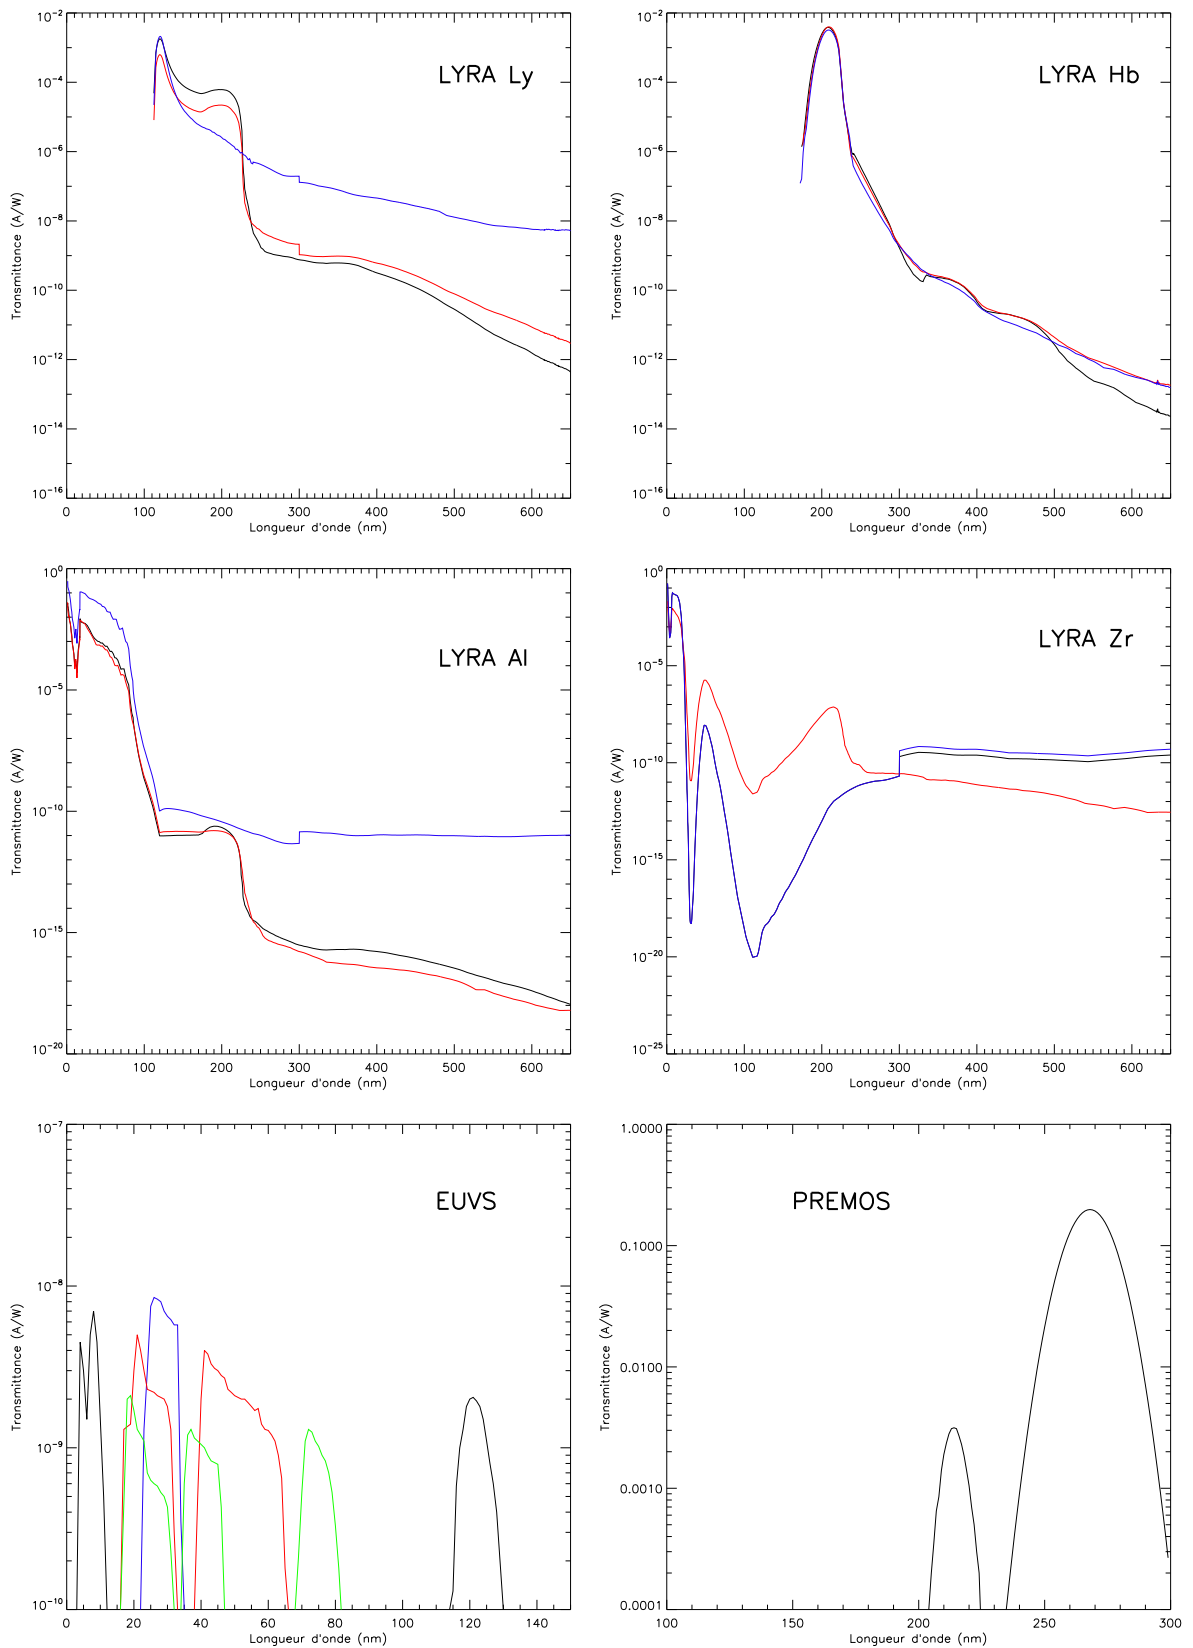 LYRA Ly
10⁻²
10⁻⁴
10⁻⁶
10⁻⁸
10⁻¹⁰
10⁻¹²
10⁻¹⁴
10⁻¹⁶
Transmittance (A/W)
0 100 200 300 400 500 600
Longueur d'onde (nm)
LYRA Hb
10⁻²
10⁻⁴
10⁻⁶
10⁻⁸
10⁻¹⁰
10⁻¹²
10⁻¹⁴
10⁻¹⁶
Transmittance (A/W)
0 100 200 300 400 500 600
Longueur d'onde (nm)
LYRA Al
10⁰
10⁻⁵
10⁻¹⁰
10⁻¹⁵
10⁻²⁰
Transmittance (A/W)
0 100 200 300 400 500 600
Longueur d'onde (nm)
LYRA Zr
10⁰
10⁻⁵
10⁻¹⁰
10⁻¹⁵
10⁻²⁰
10⁻²⁵
Transmittance (A/W)
0 100 200 300 400 500 600
Longueur d'onde (nm)
EUVS
10⁻⁷
10⁻⁸
10⁻⁹
10⁻¹⁰
Transmittance (A/W)
0 20 40 60 80 100 120 140
Longueur d'onde (nm)
PREMOS
1.0000
0.1000
0.0100
0.0010
0.0001
Transmittance (A/W)
100 150 200 250 300
Longueur d'onde (nm)